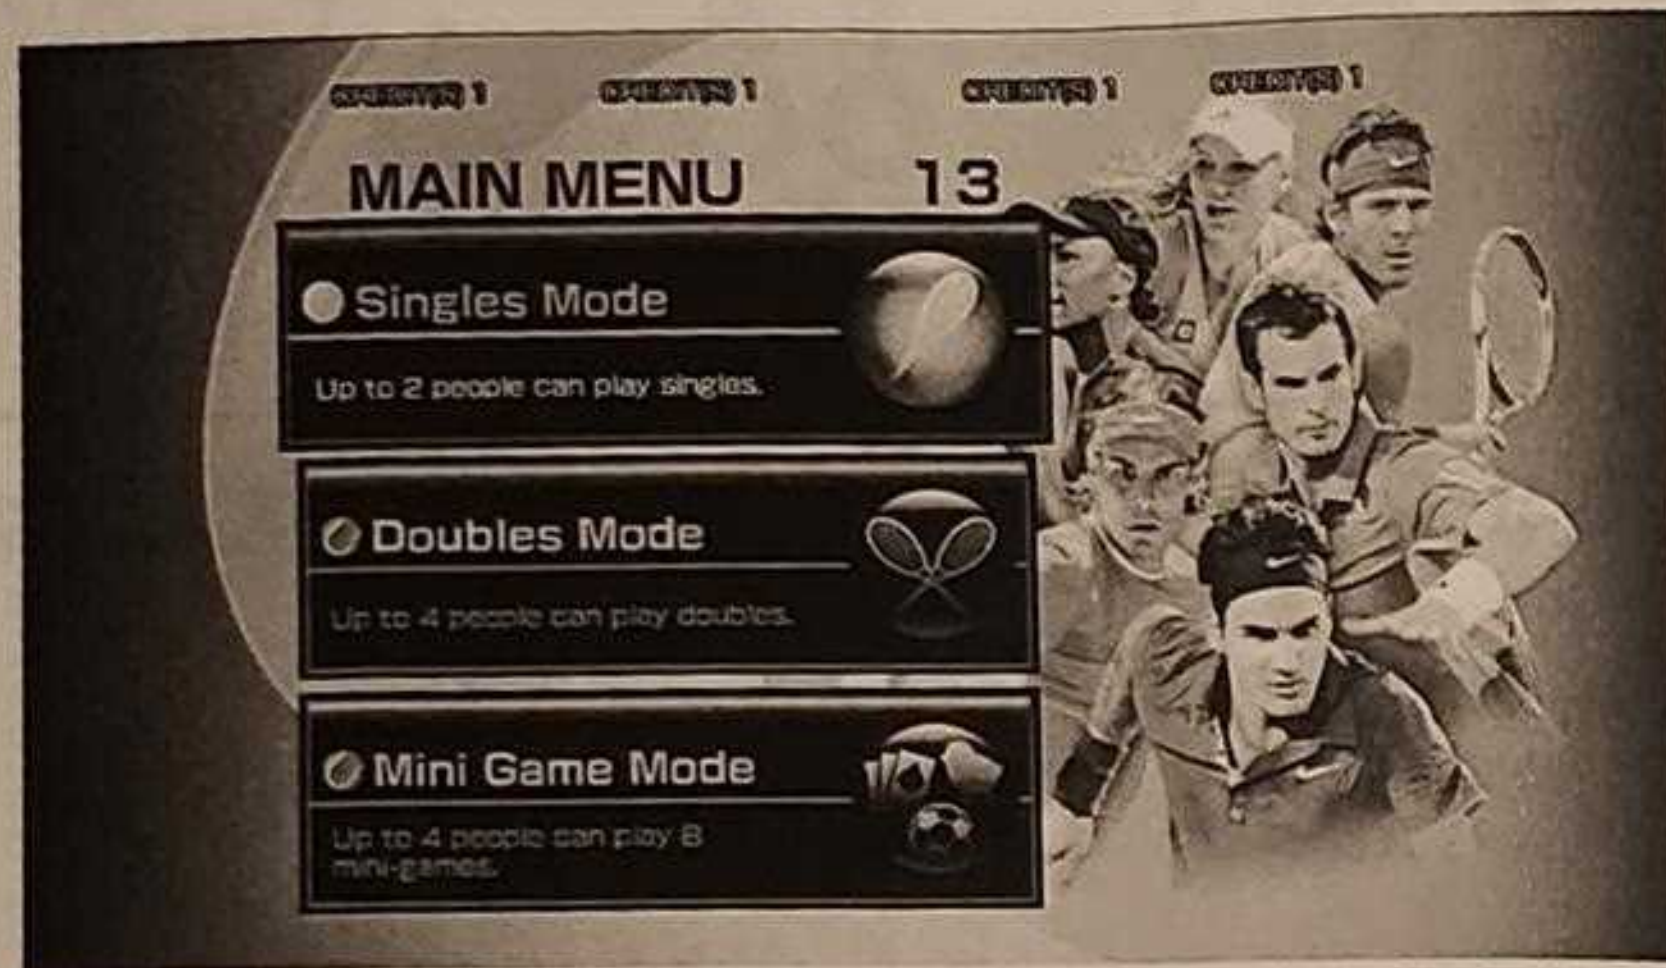 CREDIT(S) 1 CREDIT(S) 1 CREDIT(S) 1 CREDIT(S) 1
MAIN MENU 13
Singles Mode
Up to 2 people can play singles.
Doubles Mode
Up to 4 people can play doubles.
Mini Game Mode
Up to 4 people can play 8
mini-games.